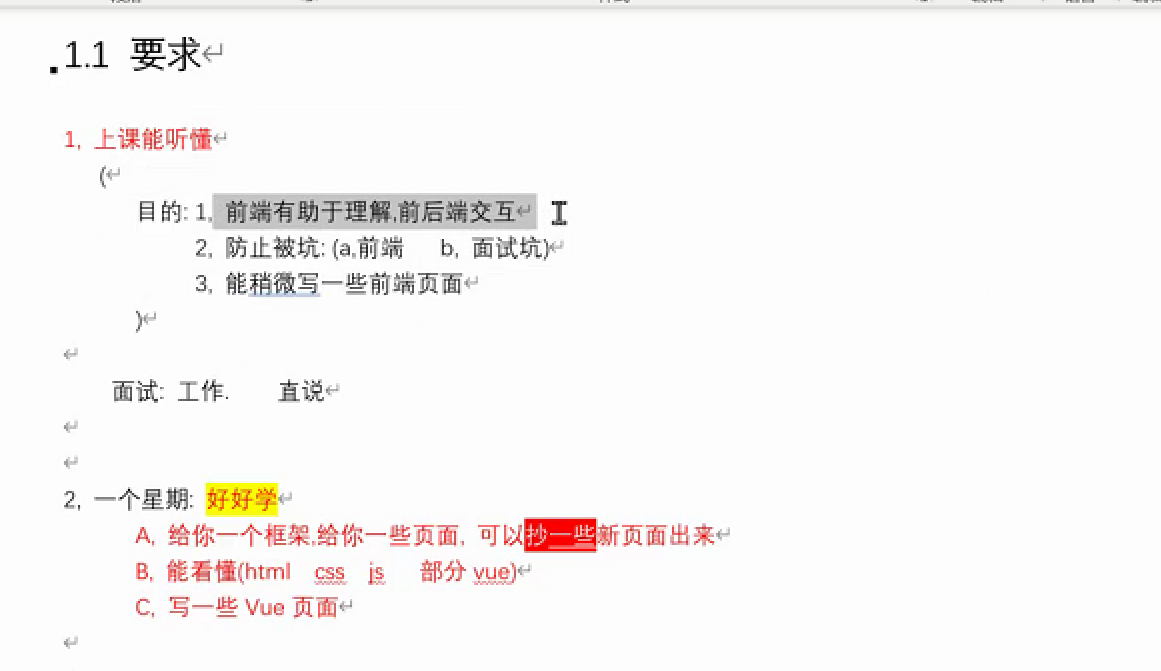 1.1 要求
1, 上课能听懂
(
目的: 1, 前端有助于理解,前后端交互
2, 防止被坑: (a,前端 b, 面试坑)
3, 能稍微写一些前端页面
)
面试: 工作. 直说
2, 一个星期: 好好学
A, 给你一个框架,给你一些页面, 可以抄一些新页面出来
B, 能看懂(html css js 部分 vue)
C, 写一些 Vue 页面